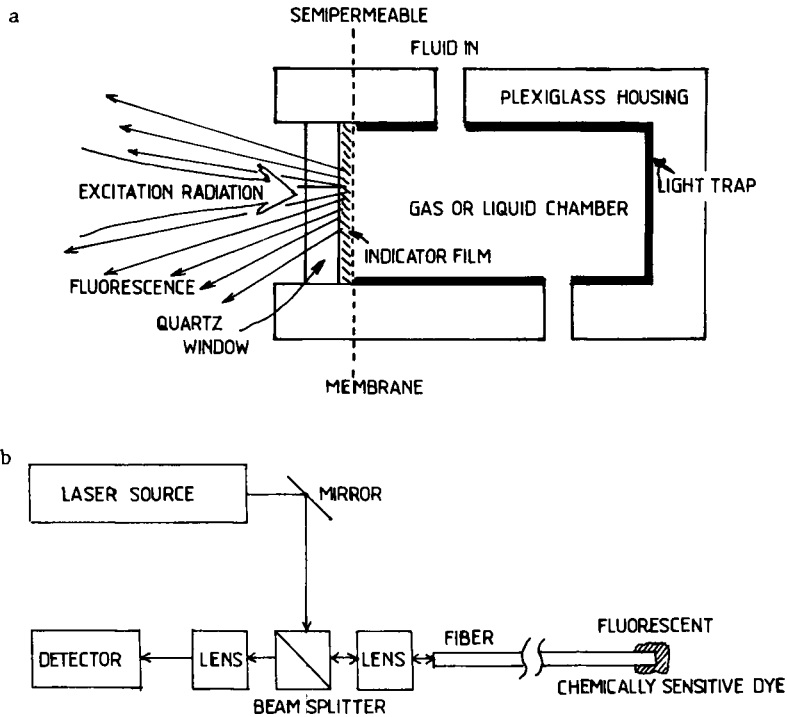 a
SEMIPERMEABLE
FLUID IN
PLEXIGLASS HOUSING
EXCITATION RADIATION
LIGHT TRAP
GAS OR LIQUID CHAMBER
INDICATOR FILM
FLUORESCENCE
QUARTZ
WINDOW
MEMBRANE
b
LASER SOURCE
MIRROR
FIBER
FLUORESCENT
DETECTOR
LENS
LENS
CHEMICALLY SENSITIVE DYE
BEAM SPLITTER